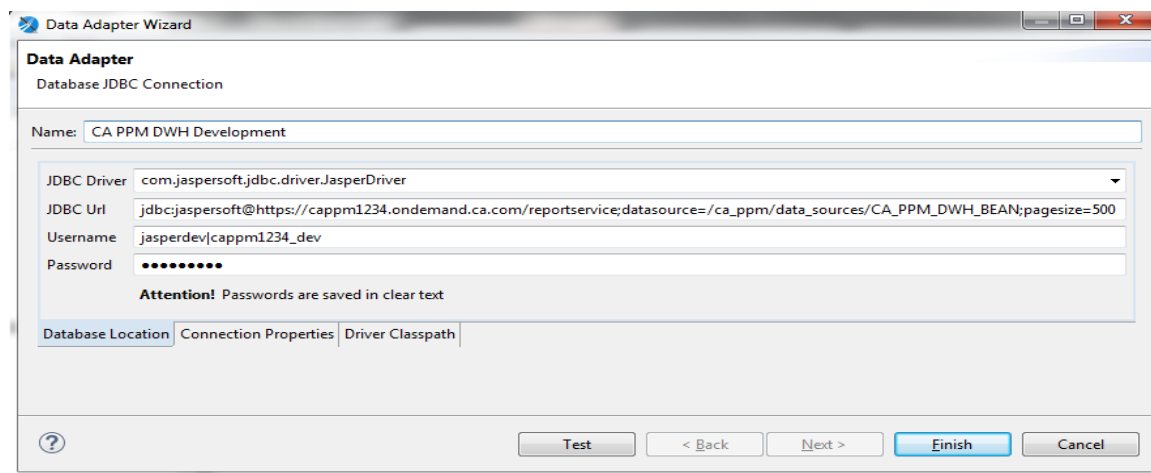 Data Adapter Wizard
Data Adapter
Database JDBC Connection
Name: CA PPM DWH Development
JDBC Driver com.jaspersoft.jdbc.driver.JasperDriver
JDBC Url jdbc:jaspersoft@https://cappm1234.ondemand.ca.com/reportservice;datasource=/ca_ppm/data_sources/CA_PPM_DWH_BEAN;pagesize=500
Username jasperdev|cappm1234_dev
Password •••••••••
Attention! Passwords are saved in clear text
Database Location Connection Properties Driver Classpath
Test < Back Next > Finish Cancel